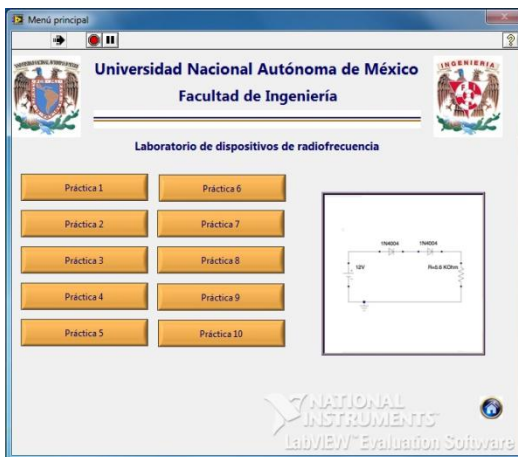 Menú principal
Universidad Nacional Autónoma de México
Facultad de Ingeniería
INGENIERIA
Laboratorio de dispositivos de radiofrecuencia
Práctica 1
Práctica 6
Práctica 2
Práctica 7
Práctica 3
Práctica 8
Práctica 4
Práctica 9
Práctica 5
Práctica 10
1N4004 1N4004
12V
NATIONAL
INSTRUMENTS
LabVIEW Evaluation Software